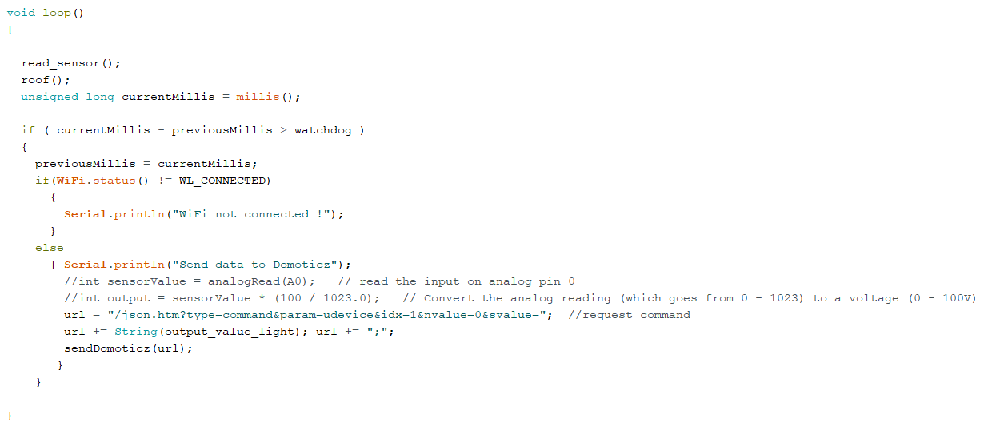 void loop()
{
read_sensor();
roof();
unsigned long currentMillis = millis();
if ( currentMillis - previousMillis > watchdog )
{
previousMillis = currentMillis;
if(WiFi.status() != WL_CONNECTED)
{
Serial.println("WiFi not connected !");
}
else
{ Serial.println("Send data to Domoticz");
//int sensorValue = analogRead(A0);   // read the input on analog pin 0
//int output = sensorValue * (100 / 1023.0);   // Convert the analog reading (which goes from 0 - 1023) to a voltage (0 - 100V)
url = "/json.htm?type=command&param=udevice&idx=1&nvalue=0&svalue=";  //request command
url += String(output_value_light); url += ";";
sendDomoticz(url);
}
}
}